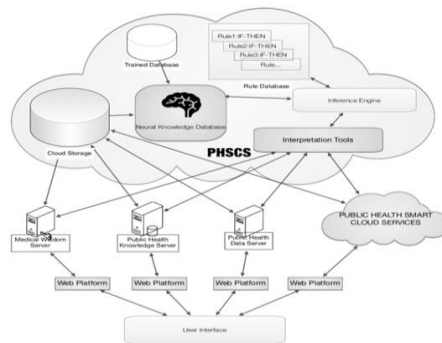 Rule1:IF-THEN
Rule2:IF-THEN
Rule3:IF-THEN
Rule...
Trained Database
Rule Database
Neural Knowledge Database
Inference Engine
Cloud Storage
PHSCS
Interpretation Tools
Medical Wisdom
Server
Public Health
Knowledge Server
Public Health
Data Server
PUBLIC HEALTH SMART
CLOUD SERVICES
Web Platform
Web Platform
Web Platform
Web Platform
User Interface